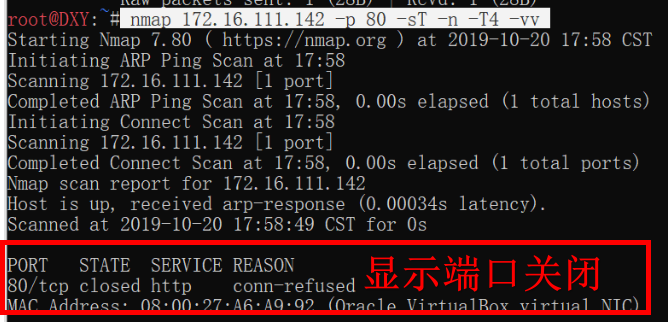 Raw packets sent: 1 (28B) | Rcvd: 1 (28B)
root@DXY:~# nmap 172.16.111.142 -p 80 -sT -n -T4 -vv
Starting Nmap 7.80 ( https://nmap.org ) at 2019-10-20 17:58 CST
Initiating ARP Ping Scan at 17:58
Scanning 172.16.111.142 [1 port]
Completed ARP Ping Scan at 17:58, 0.00s elapsed (1 total hosts)
Initiating Connect Scan at 17:58
Scanning 172.16.111.142 [1 port]
Completed Connect Scan at 17:58, 0.00s elapsed (1 total ports)
Nmap scan report for 172.16.111.142
Host is up, received arp-response (0.00034s latency).
Scanned at 2019-10-20 17:58:49 CST for 0s
PORT STATE SERVICE REASON
显示端口关闭
80/tcp closed http conn-refused
MAC Address: 08:00:27:A6:A9:92 (Oracle VirtualBox virtual NIC)